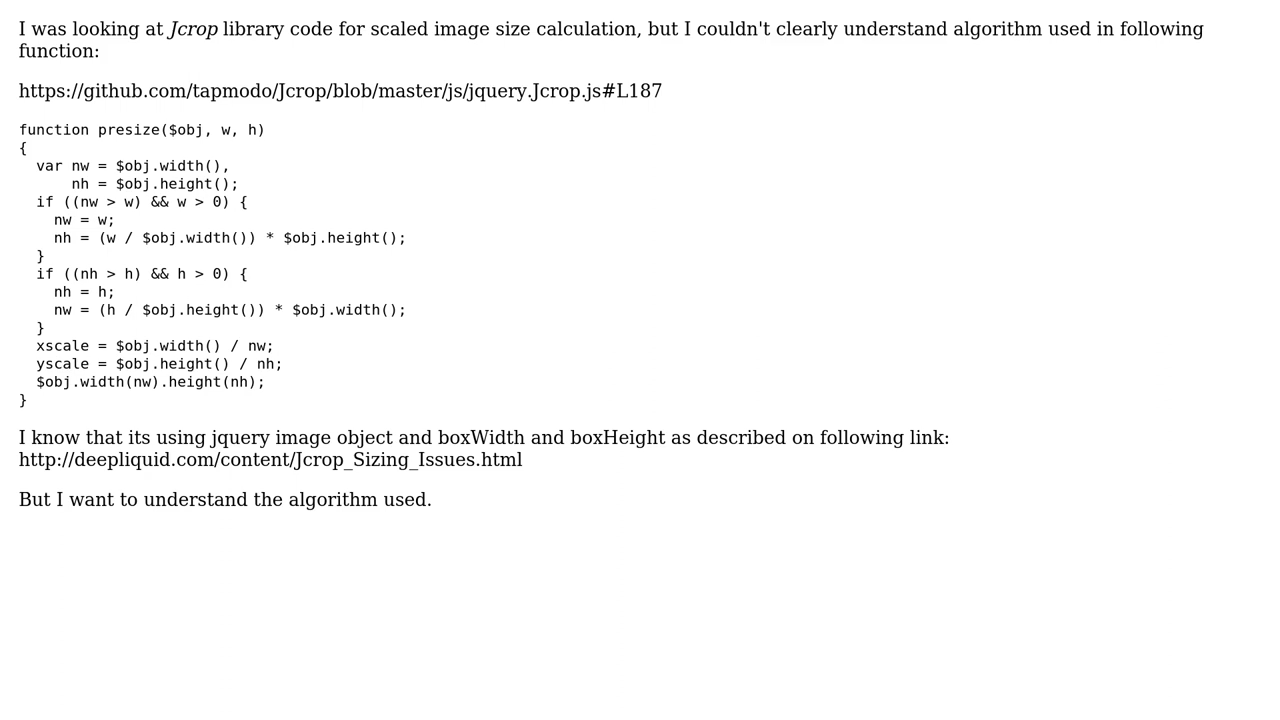 I was looking at Jcrop library code for scaled image size calculation, but I couldn't clearly understand algorithm used in following
function:
https://github.com/tapmodo/Jcrop/blob/master/js/jquery.Jcrop.js#L187
function presize($obj, w, h)
{
  var nw = $obj.width(),
      nh = $obj.height();
  if ((nw > w) && w > 0) {
    nw = w;
    nh = (w / $obj.width()) * $obj.height();
  }
  if ((nh > h) && h > 0) {
    nh = h;
    nw = (h / $obj.height()) * $obj.width();
  }
  xscale = $obj.width() / nw;
  yscale = $obj.height() / nh;
  $obj.width(nw).height(nh);
}
I know that its using jquery image object and boxWidth and boxHeight as described on following link:
http://deepliquid.com/content/Jcrop_Sizing_Issues.html
But I want to understand the algorithm used.